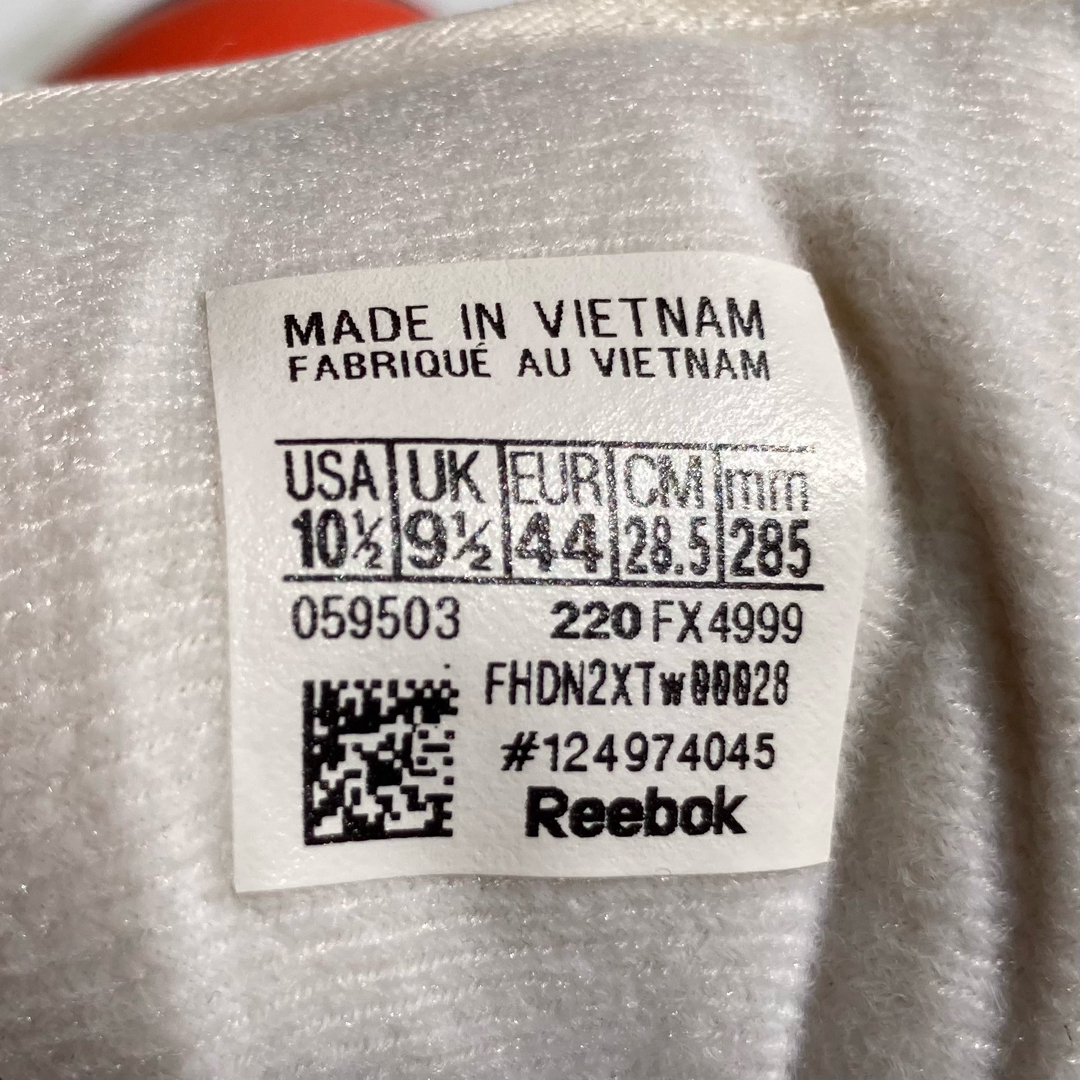 MADE IN VIETNAM
FABRIQUÉ AU VIETNAM
USA UK EUR CM mm
10½ 9½ 44 28.5 285
059503 220 FX4999
FHDN2XTw00028
#124974045
Reebok